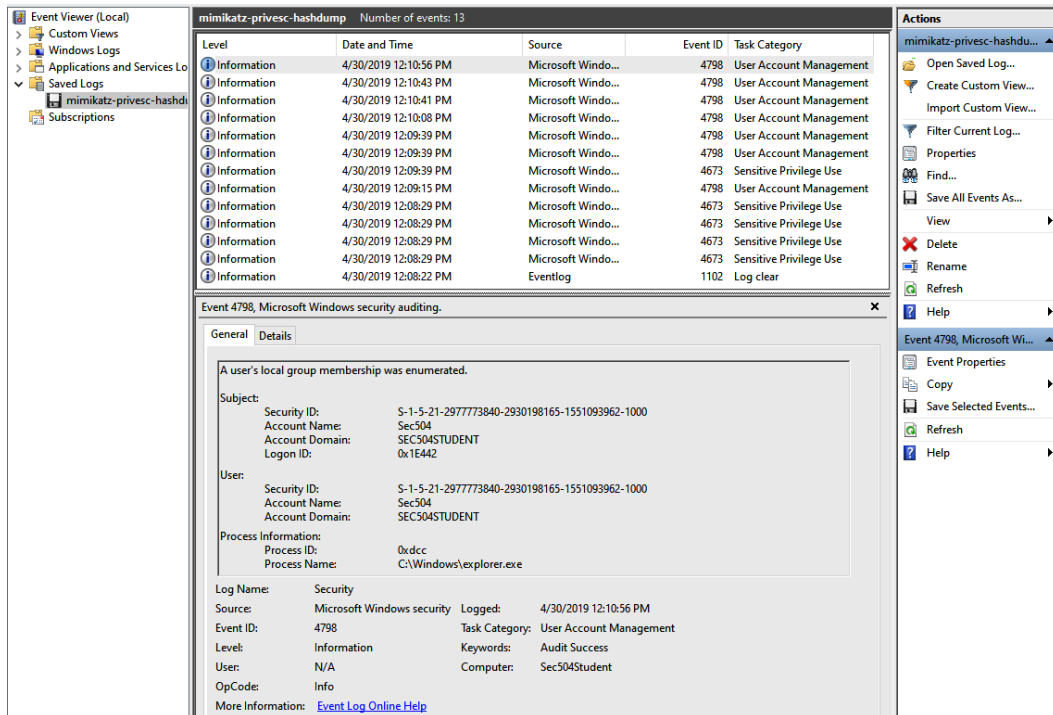 Event Viewer (Local)
Custom Views
Windows Logs
Applications and Services Lo
Saved Logs
mimikatz-privesc-hashdu
Subscriptions
mimikatz-privesc-hashdump Number of events: 13
Level Date and Time Source Event ID Task Category
Information 4/30/2019 12:10:56 PM Microsoft Windo... 4798 User Account Management
Information 4/30/2019 12:10:43 PM Microsoft Windo... 4798 User Account Management
Information 4/30/2019 12:10:41 PM Microsoft Windo... 4798 User Account Management
Information 4/30/2019 12:10:08 PM Microsoft Windo... 4798 User Account Management
Information 4/30/2019 12:09:39 PM Microsoft Windo... 4798 User Account Management
Information 4/30/2019 12:09:39 PM Microsoft Windo... 4798 User Account Management
Information 4/30/2019 12:09:39 PM Microsoft Windo... 4673 Sensitive Privilege Use
Information 4/30/2019 12:09:15 PM Microsoft Windo... 4798 User Account Management
Information 4/30/2019 12:08:29 PM Microsoft Windo... 4673 Sensitive Privilege Use
Information 4/30/2019 12:08:29 PM Microsoft Windo... 4673 Sensitive Privilege Use
Information 4/30/2019 12:08:29 PM Microsoft Windo... 4673 Sensitive Privilege Use
Information 4/30/2019 12:08:29 PM Microsoft Windo... 4673 Sensitive Privilege Use
Information 4/30/2019 12:08:22 PM Eventlog 1102 Log clear
Event 4798, Microsoft Windows security auditing.
General Details
A user's local group membership was enumerated.
Subject:
Security ID: S-1-5-21-2977773840-2930198165-1551093962-1000
Account Name: Sec504
Account Domain: SEC504STUDENT
Logon ID: 0x1E442
User:
Security ID: S-1-5-21-2977773840-2930198165-1551093962-1000
Account Name: Sec504
Account Domain: SEC504STUDENT
Process Information:
Process ID: 0xdcc
Process Name: C:\Windows\explorer.exe
Log Name: Security
Source: Microsoft Windows security Logged: 4/30/2019 12:10:56 PM
Event ID: 4798 Task Category: User Account Management
Level: Information Keywords: Audit Success
User: N/A Computer: Sec504Student
OpCode: Info
More Information: Event Log Online Help
Actions
mimikatz-privesc-hashdu...
Open Saved Log...
Create Custom View...
Import Custom View...
Filter Current Log...
Properties
Find...
Save All Events As...
View
Delete
Rename
Refresh
Help
Event 4798, Microsoft Wi...
Event Properties
Copy
Save Selected Events...
Refresh
Help